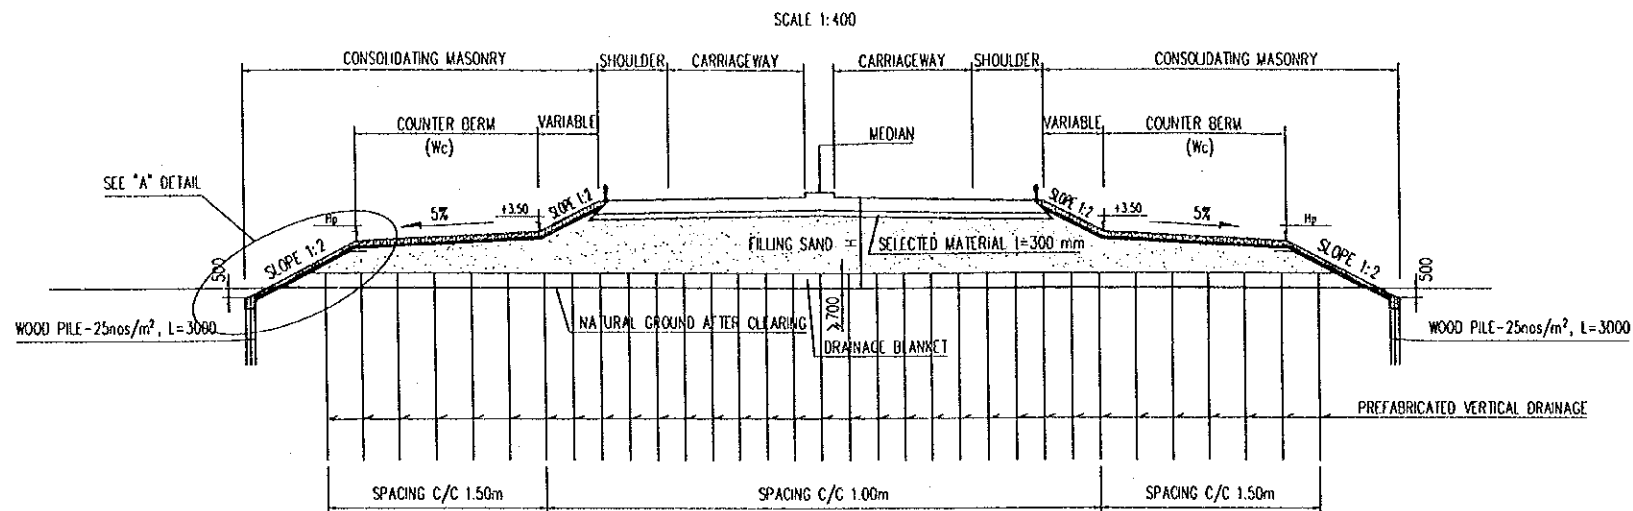 SCALE 1:400
CONSOLIDATING MASONRY
SHOULDER
CARRIAGEWAY
CARRIAGEWAY
SHOULDER
CONSOLIDATING MASONRY
COUNTER BERM
(Wc)
VARIABLE
MEDIAN
VARIABLE
COUNTER BERM
(Wc)
SEE "A" DETAIL
Hp
5%
+3.50
SLOPE 1:2
SLOPE 1:2
+3.50
5%
Hp
SLOPE 1:2
FILLING SAND
H
SELECTED MATERIAL t=300 mm
SLOPE 1:2
500
500
WOOD PILE-25nos/m², L=3000
NATURAL GROUND AFTER CLEARING
≥700
DRAINAGE BLANKET
WOOD PILE-25nos/m², L=3000
PREFABRICATED VERTICAL DRAINAGE
SPACING C/C 1.50m
SPACING C/C 1.00m
SPACING C/C 1.50m